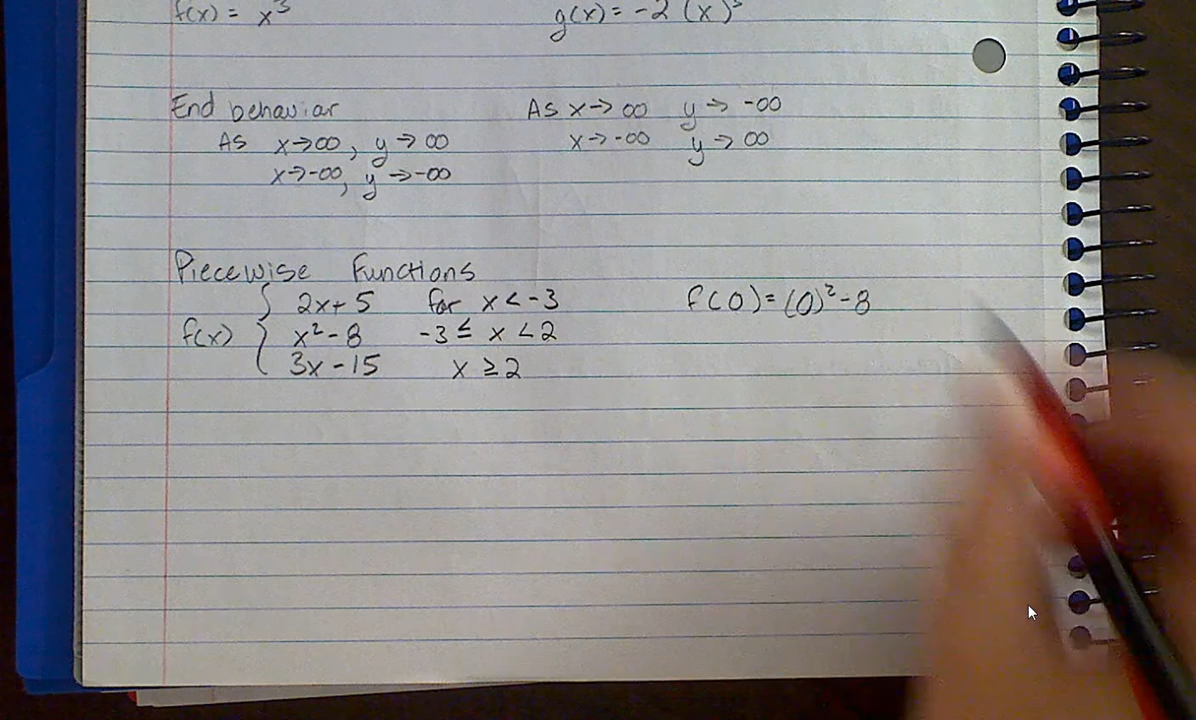 f(x) = x³ g(x) = -2 (x)³
End behavior As x→∞ y→ -∞
As x→∞, y→∞ x→-∞ y→∞
x→-∞, y→-∞
Piecewise Functions
2x+5 for x < -3 f(0) = (0)² - 8
f(x) { x² - 8 -3 ≤ x < 2
3x - 15 x ≥ 2